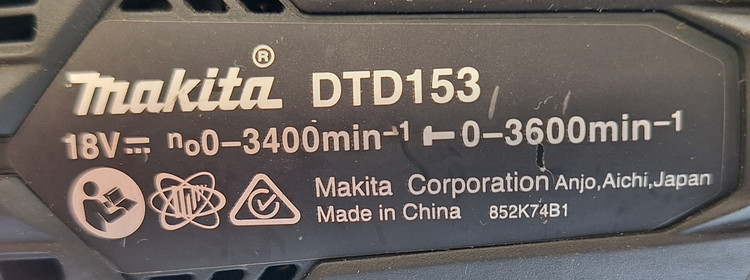 makita® DTD153
18V⎓ n₀0–3400min⁻¹ 0–3600min⁻¹
Makita Corporation Anjo,Aichi,Japan
Made in China 852K74B1